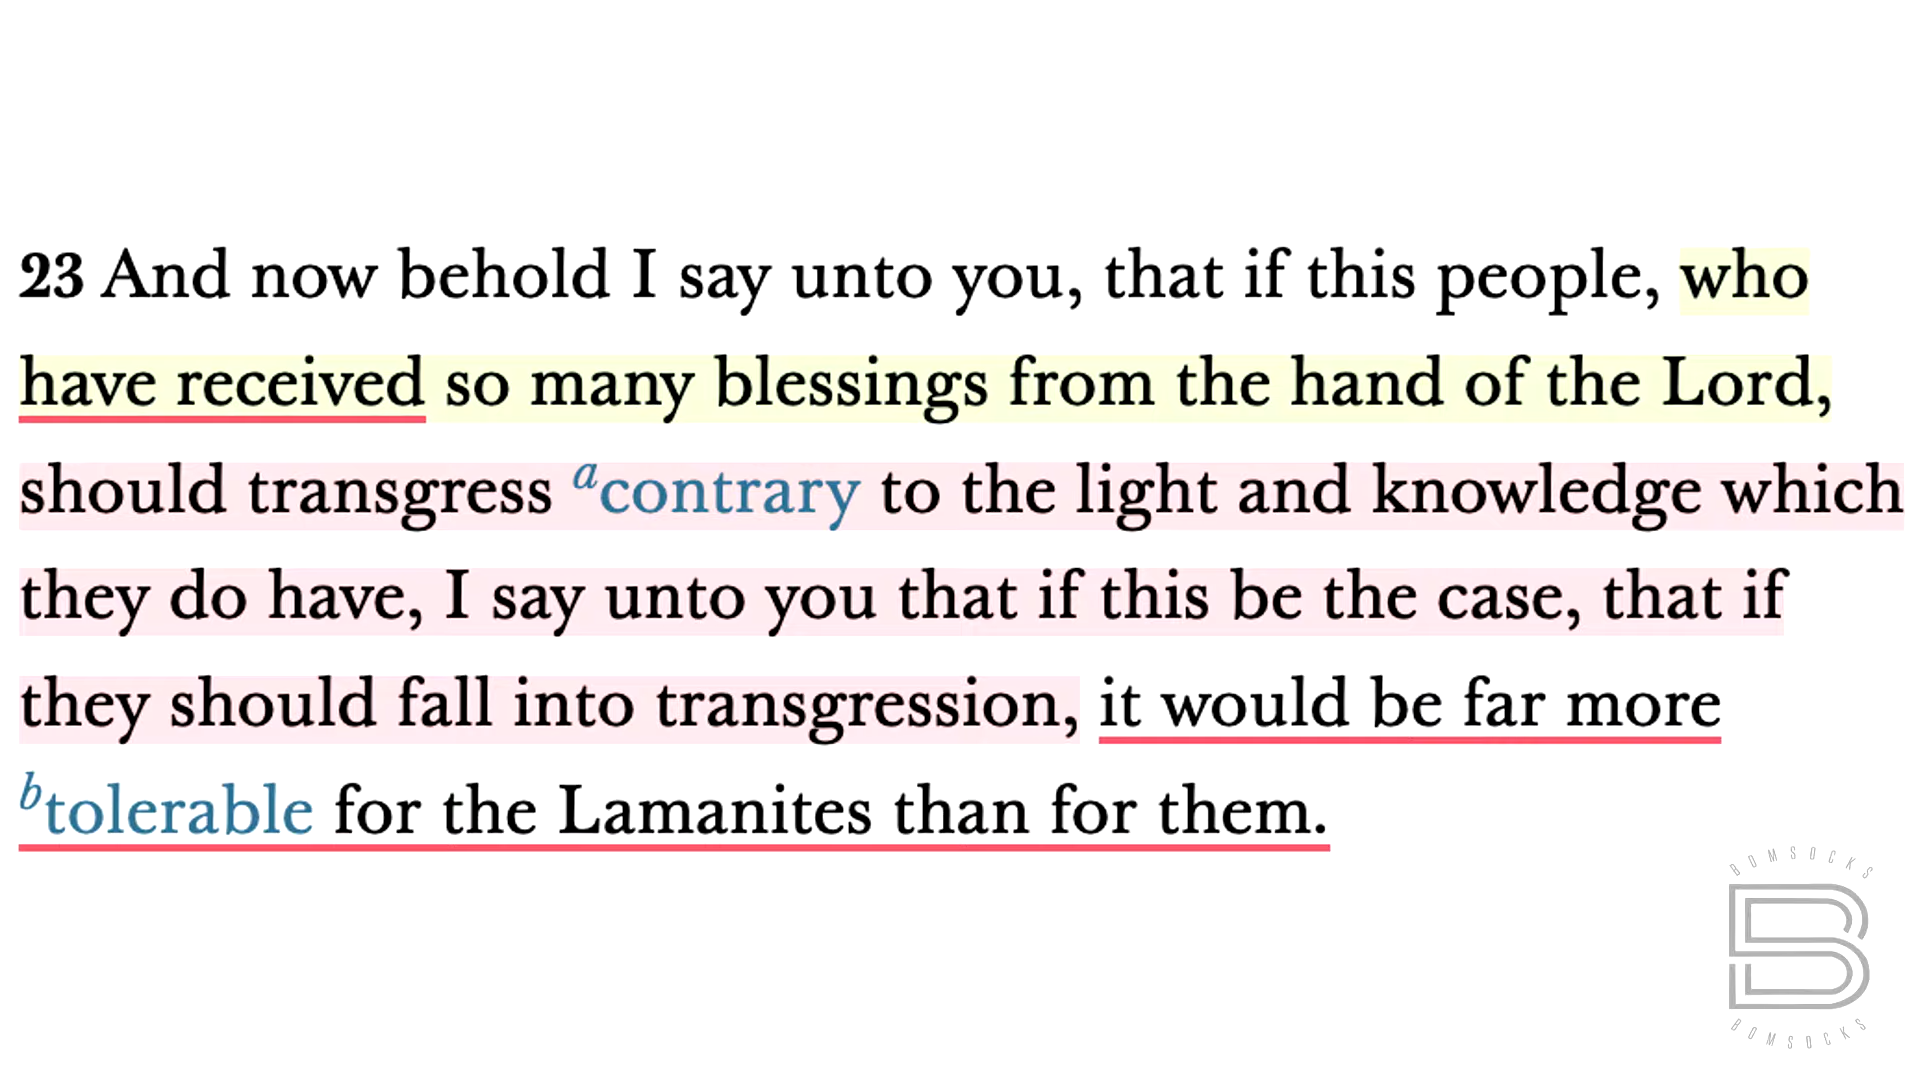 23 And now behold I say unto you, that if this people, who
have received so many blessings from the hand of the Lord,
should transgress a contrary to the light and knowledge which
they do have, I say unto you that if this be the case, that if
they should fall into transgression, it would be far more
b tolerable for the Lamanites than for them.
BOMSOCKS
B
BOMSOCKS